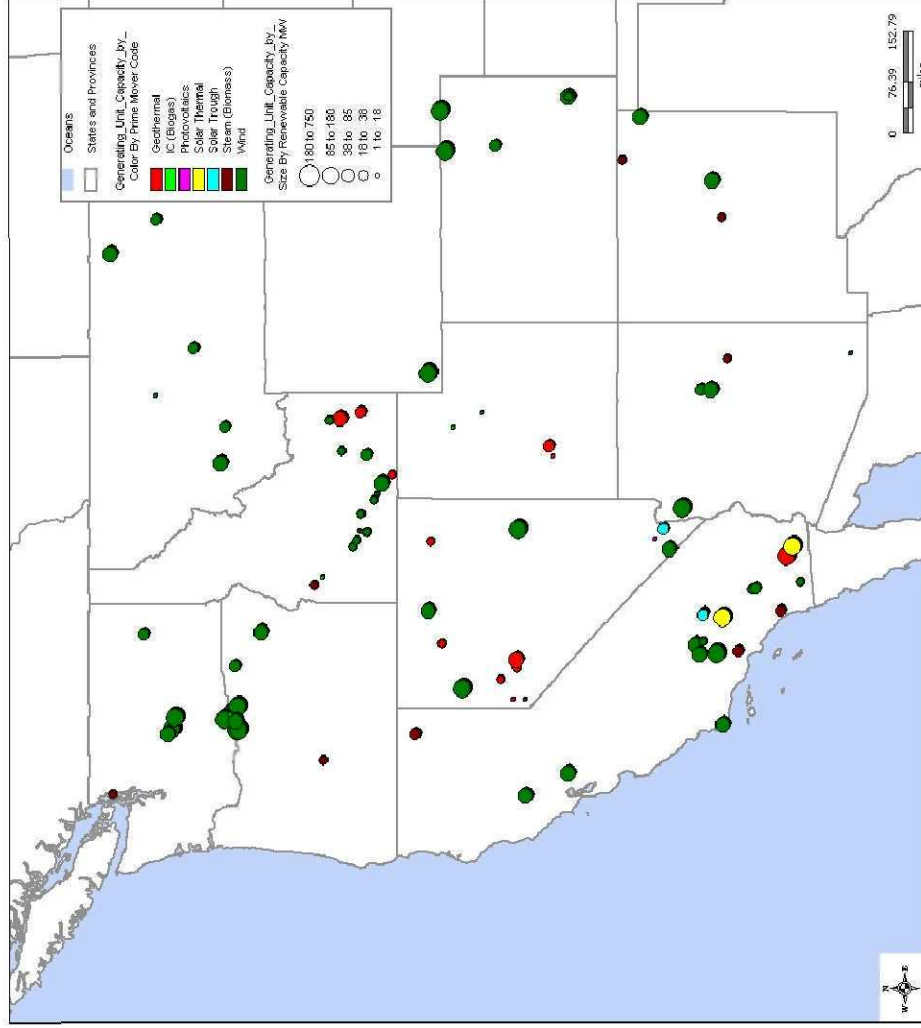 Oceans
States and Provinces
Generating_Unit_Capacity_by_
Color By Prime Mover Code
Geothermal
IC (Biogas)
Photovoltaics
Solar Thermal
Solar Trough
Steam (Biomass)
Wind
Generating_Unit_Capacity_by_
Size By Renewable Capacity MW
180 to 750
85 to 180
38 to 85
18 to 38
1 to 18
0 76.39 152.79
miles
N
W E
S